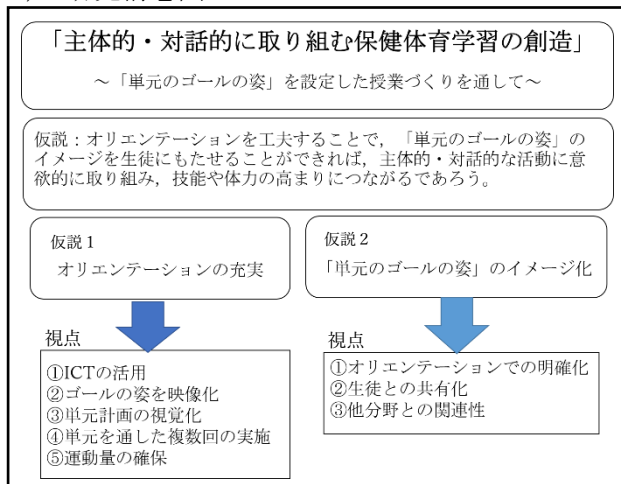 「主体的・対話的に取り組む保健体育学習の創造」
～「単元のゴールの姿」を設定した授業づくりを通して～
仮説：オリエンテーションを工夫することで，「単元のゴールの姿」の
イメージを生徒にもたせることができれば，主体的・対話的な活動に意
欲的に取り組み，技能や体力の高まりにつながるであろう。
仮説１
オリエンテーションの充実
仮説２
「単元のゴールの姿」のイメージ化
視点
①ICTの活用
②ゴールの姿を映像化
③単元計画の視覚化
④単元を通した複数回の実施
⑤運動量の確保
視点
①オリエンテーションでの明確化
②生徒との共有化
③他分野との関連性